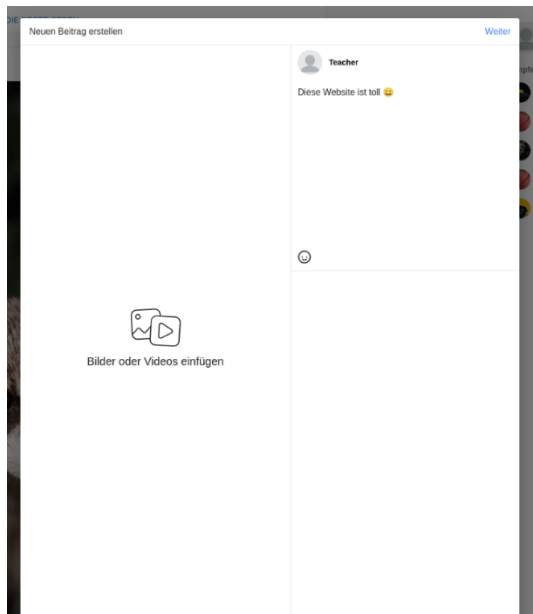 Neuen Beitrag erstellen
Weiter
Teacher
Diese Website ist toll 😄
Bilder oder Videos einfügen